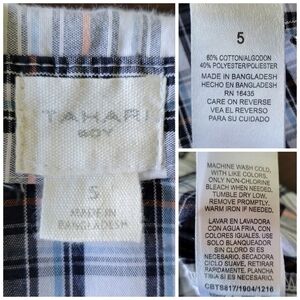 TAHARI
BOY
5
MADE IN
BANGLADESH
5
60% COTTON/ALGODON
40% POLYESTER/POLIESTER
MADE IN BANGLADESH
HECHO EN BANGLADESH
RN 16435
CARE ON REVERSE
VEA EL REVERSO
PARA SU CUIDADO
MACHINE WASH COLD,
WITH LIKE COLORS,
ONLY NON-CHLORINE
BLEACH WHEN NEEDED.
TUMBLE DRY LOW.
REMOVE PROMPTLY.
WARM IRON IF NEEDED.
LAVAR EN LAVADORA
CON AGUA FRIA, CON
COLORES IGUALES. USE
SOLO BLANQUEADOR
SIN CLORO SI ES
NECESARIO. SECADORA
CICLO SUAVE, RETIRAR
RAPIDAMENTE. PLANCHA
TIBIA SI ES NECESARIO.
CBTS817/1904/1216